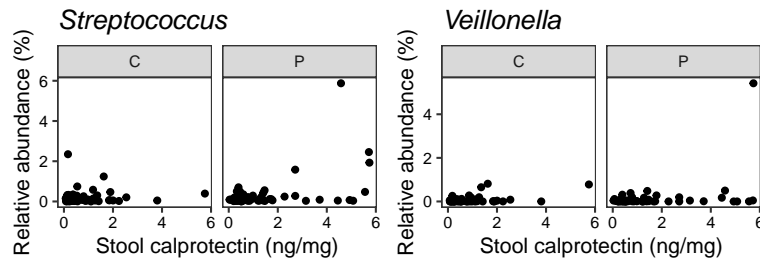 Streptococcus
Veillonella
C
P
C
P
Relative abundance (%)
6
4
2
0
Relative abundance (%)
4
2
0
0 2 4 6 0 2 4 6
0 2 4 6 0 2 4 6
Stool calprotectin (ng/mg)
Stool calprotectin (ng/mg)